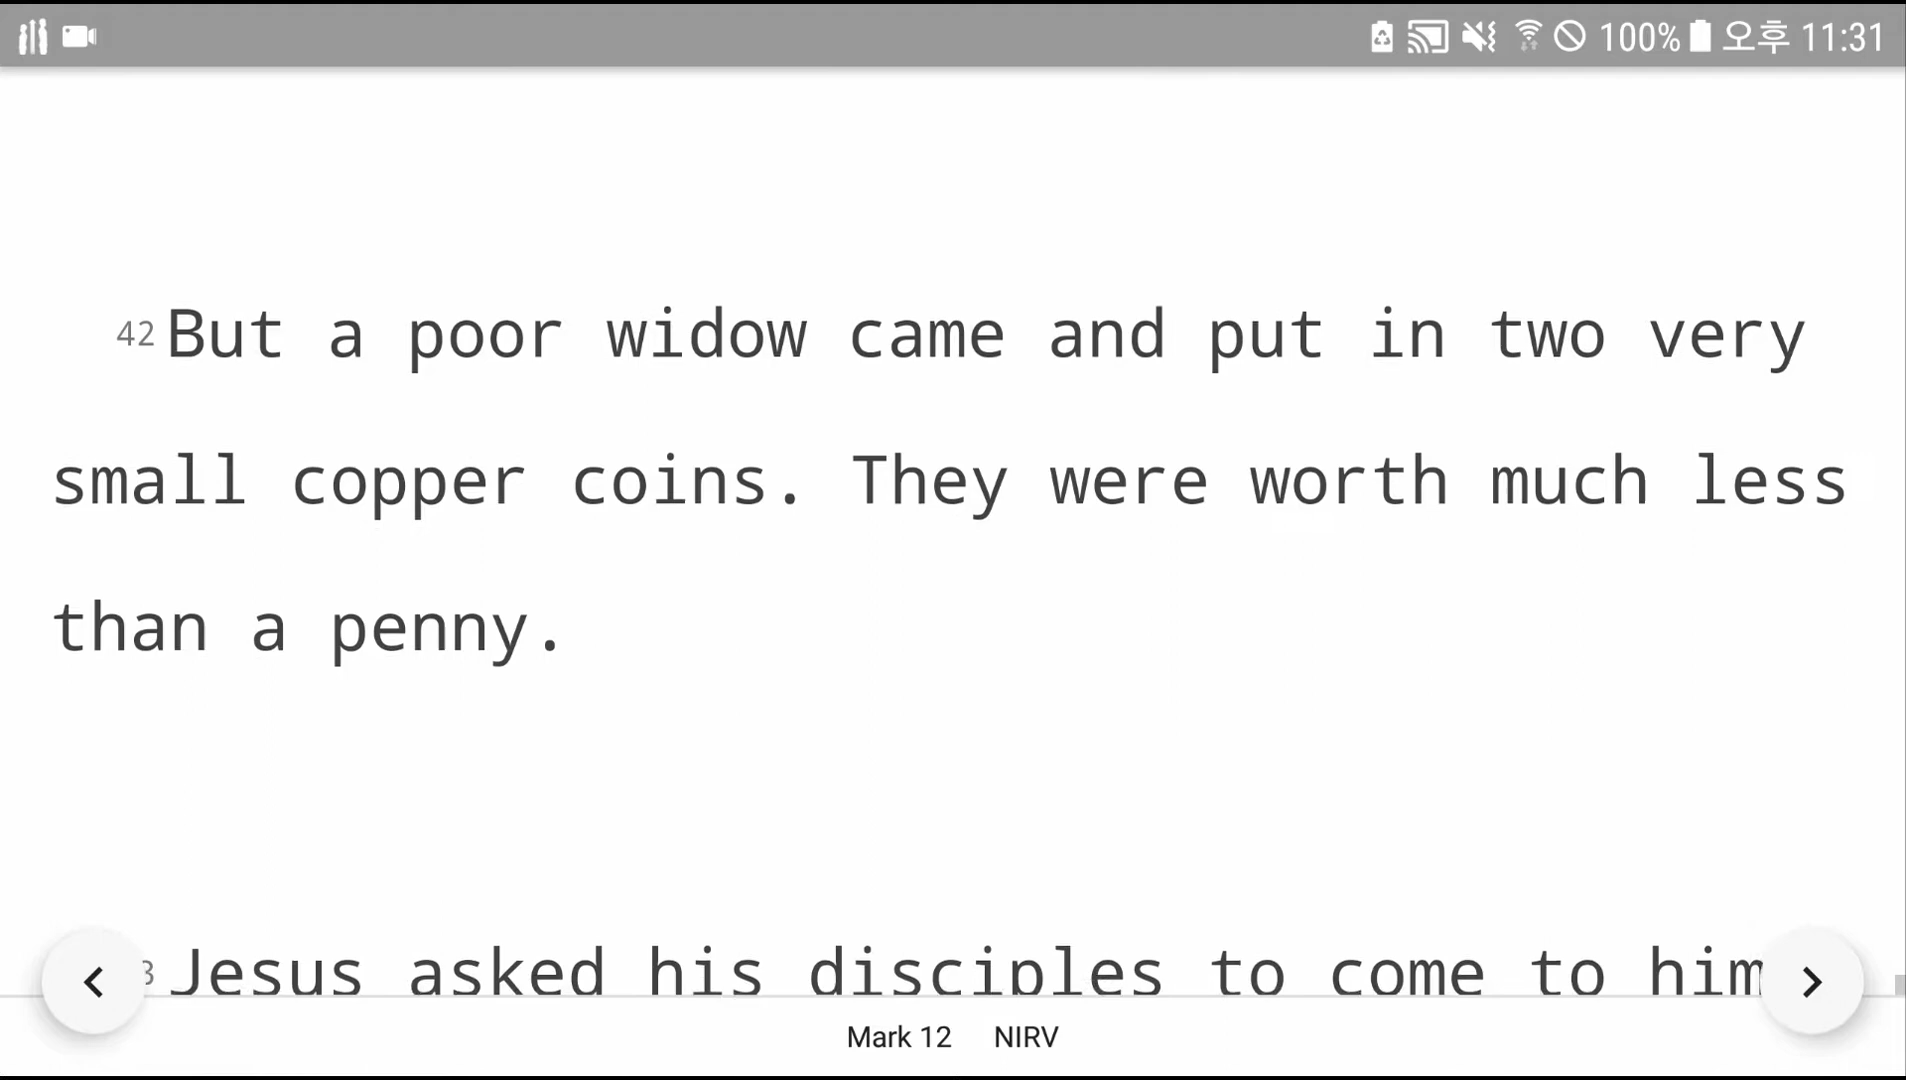 100% 오후 11:31
42 But a poor widow came and put in two very
small copper coins. They were worth much less
than a penny.
3 Jesus asked his disciples to come to him
Mark 12 NIRV